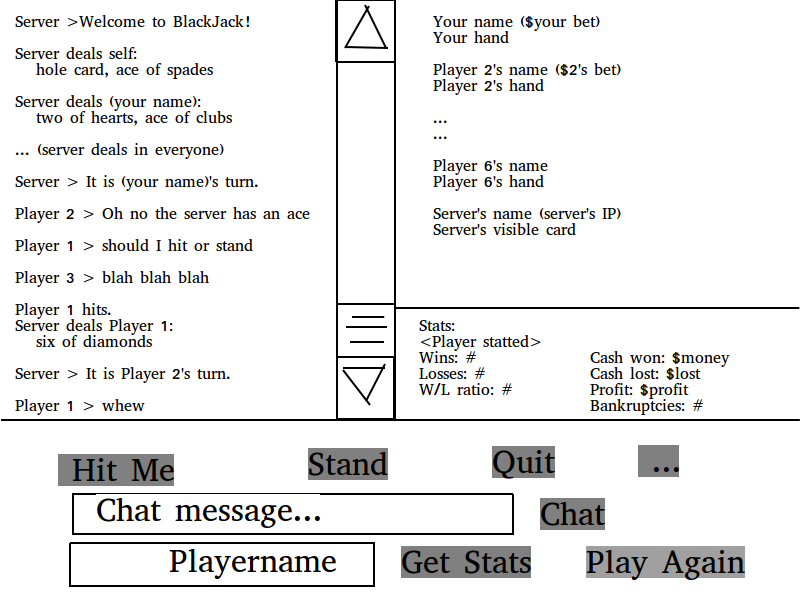 Server >Welcome to BlackJack!
Server deals self:
hole card, ace of spades
Server deals (your name):
two of hearts, ace of clubs
... (server deals in everyone)
Server > It is (your name)'s turn.
Player 2 > Oh no the server has an ace
Player 1 > should I hit or stand
Player 3 > blah blah blah
Player 1 hits.
Server deals Player 1:
six of diamonds
Server > It is Player 2's turn.
Player 1 > whew
Your name ($your bet)
Your hand
Player 2's name ($2's bet)
Player 2's hand
...
...
Player 6's name
Player 6's hand
Server's name (server's IP)
Server's visible card
Stats:
<Player statted>
Wins: #
Losses: #
W/L ratio: #
Cash won: $money
Cash lost: $lost
Profit: $profit
Bankruptcies: #
Hit Me
Stand
Quit
...
Chat message...
Chat
Playername
Get Stats
Play Again